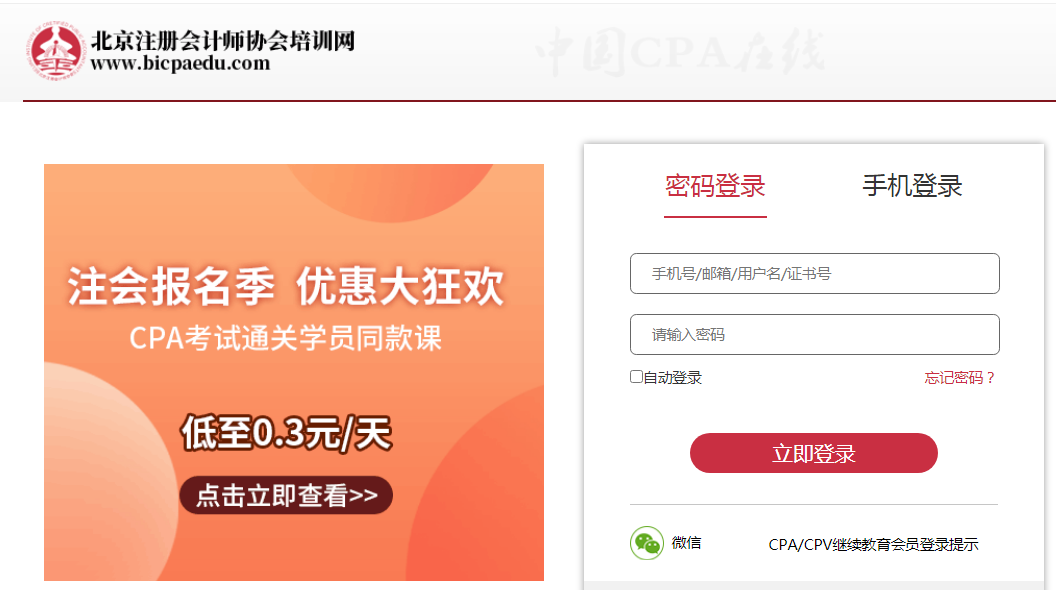 北京注册会计师协会培训网
www.bicpaedu.com
中国CPA在线
注会报名季 优惠大狂欢
CPA考试通关学员同款课
低至0.3元/天
点击立即查看>>
密码登录 手机登录
手机号/邮箱/用户名/证书号
请输入密码
自动登录 忘记密码？
立即登录
微信 CPA/CPV继续教育会员登录提示